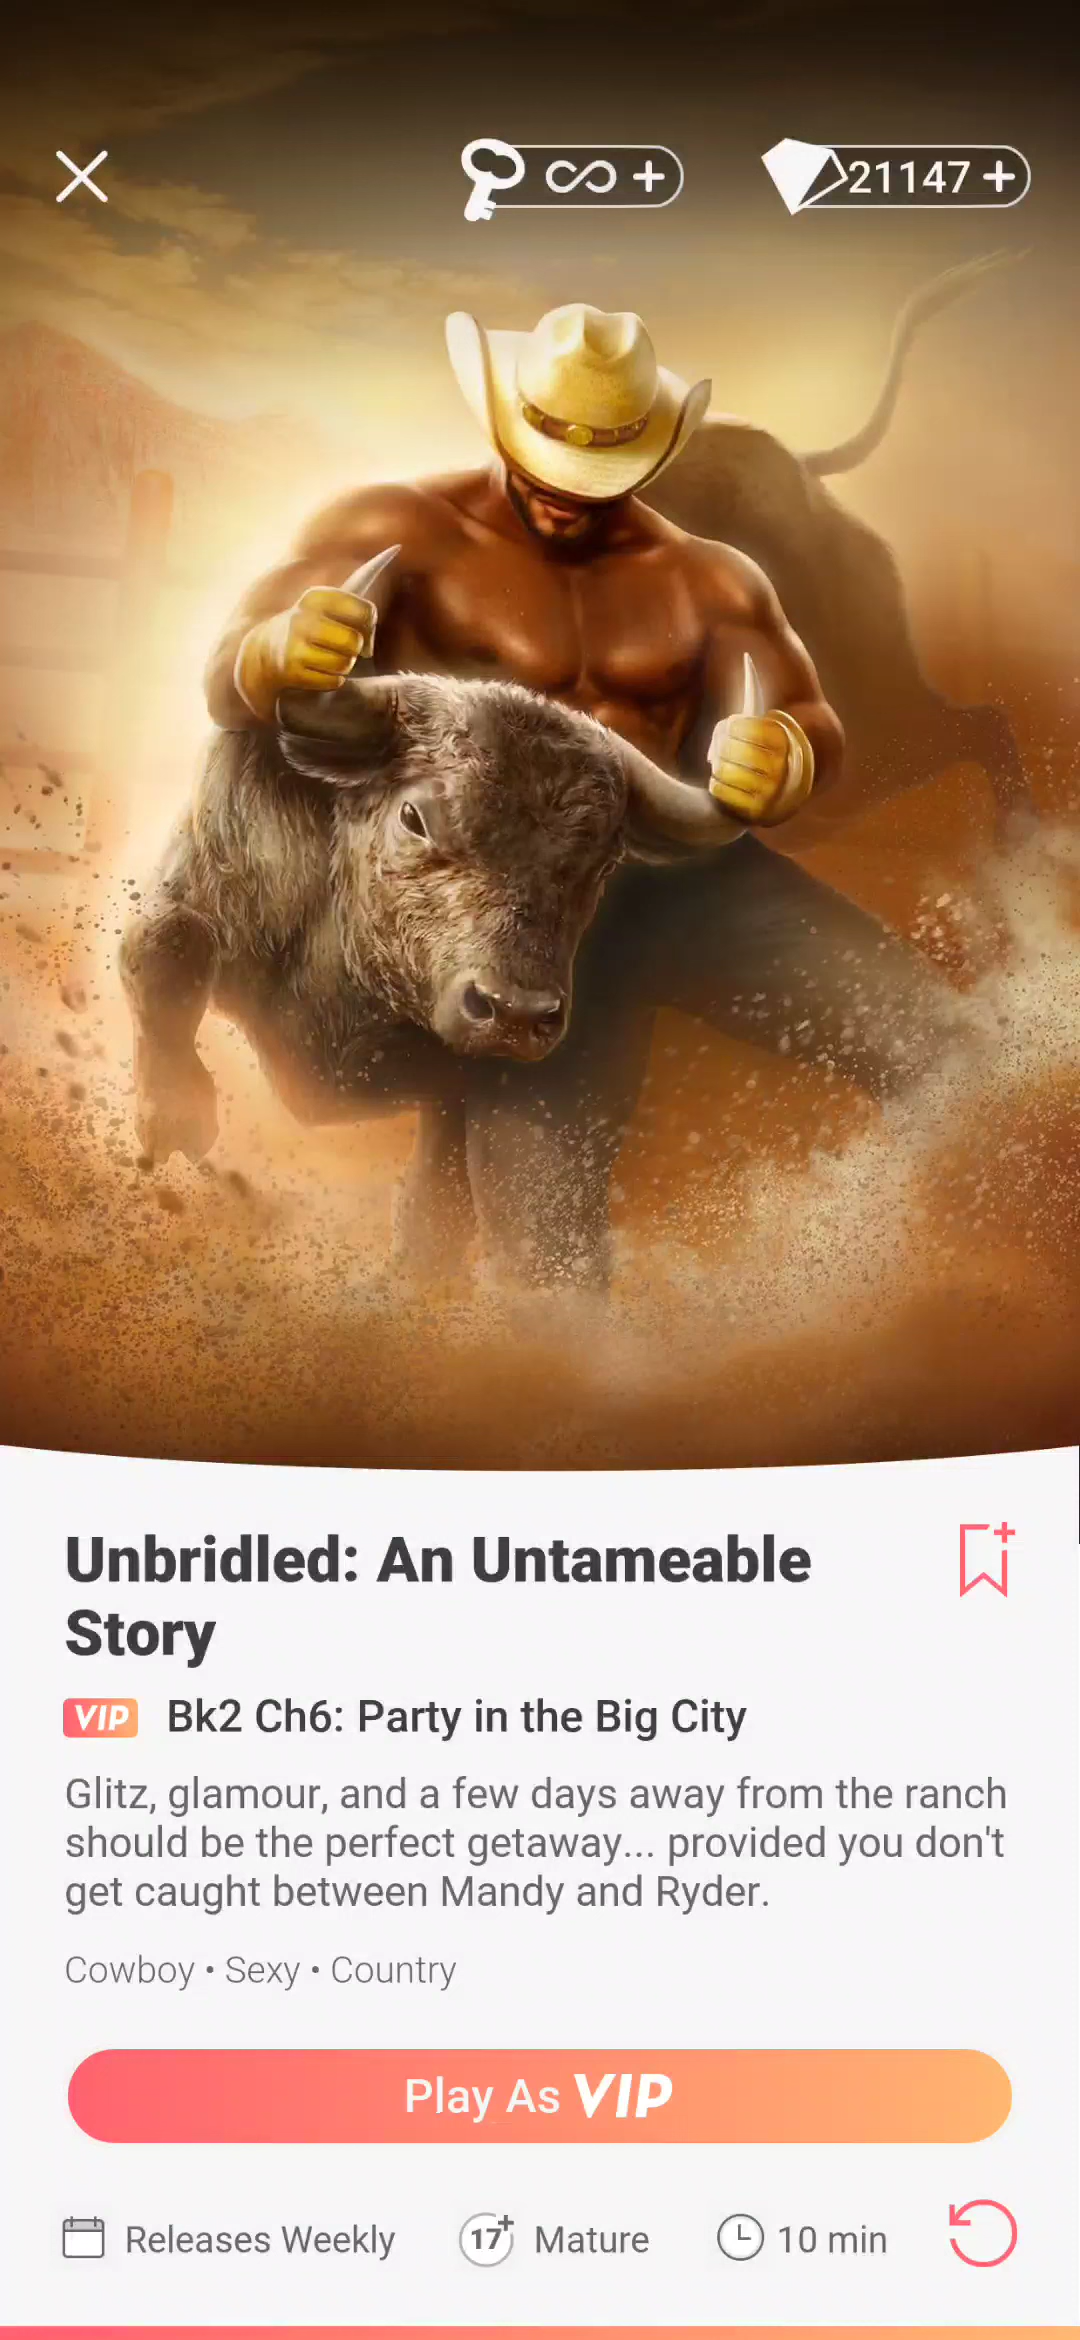 21147
Unbridled: An Untameable
Story
VIP Bk2 Ch6: Party in the Big City
Glitz, glamour, and a few days away from the ranch
should be the perfect getaway... provided you don't
get caught between Mandy and Ryder.
Cowboy • Sexy • Country
Play As VIP
Releases Weekly 17+ Mature 10 min